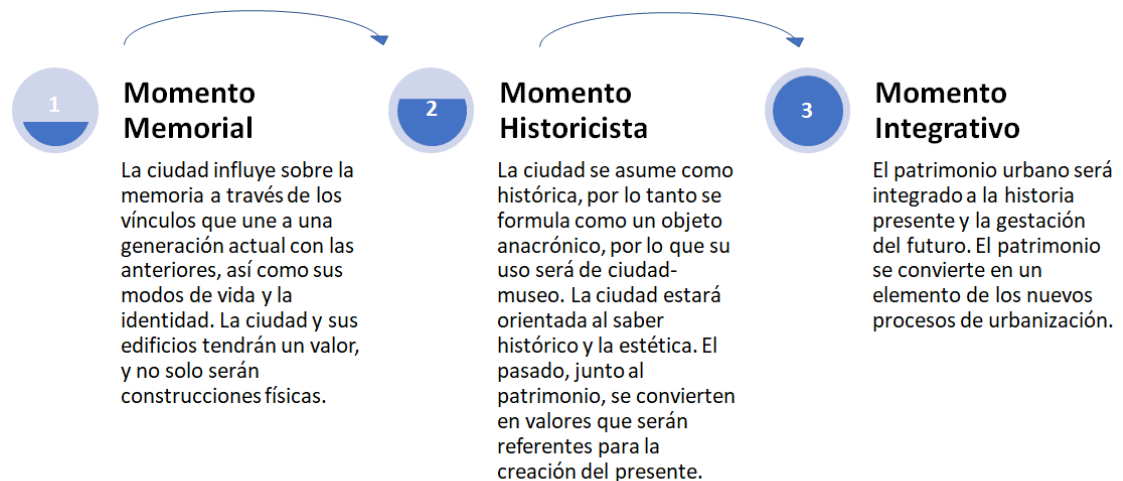 1
Momento
Memorial
La ciudad influye sobre la
memoria a través de los
vínculos que une a una
generación actual con las
anteriores, así como sus
modos de vida y la
identidad. La ciudad y sus
edificios tendrán un valor,
y no solo serán
construcciones físicas.
2
Momento
Historicista
La ciudad se asume como
histórica, por lo tanto se
formula como un objeto
anacrónico, por lo que su
uso será de ciudad-
museo. La ciudad estará
orientada al saber
histórico y la estética. El
pasado, junto al
patrimonio, se convierten
en valores que serán
referentes para la
creación del presente.
3
Momento
Integrativo
El patrimonio urbano será
integrado a la historia
presente y la gestación
del futuro. El patrimonio
se convierte en un
elemento de los nuevos
procesos de urbanización.